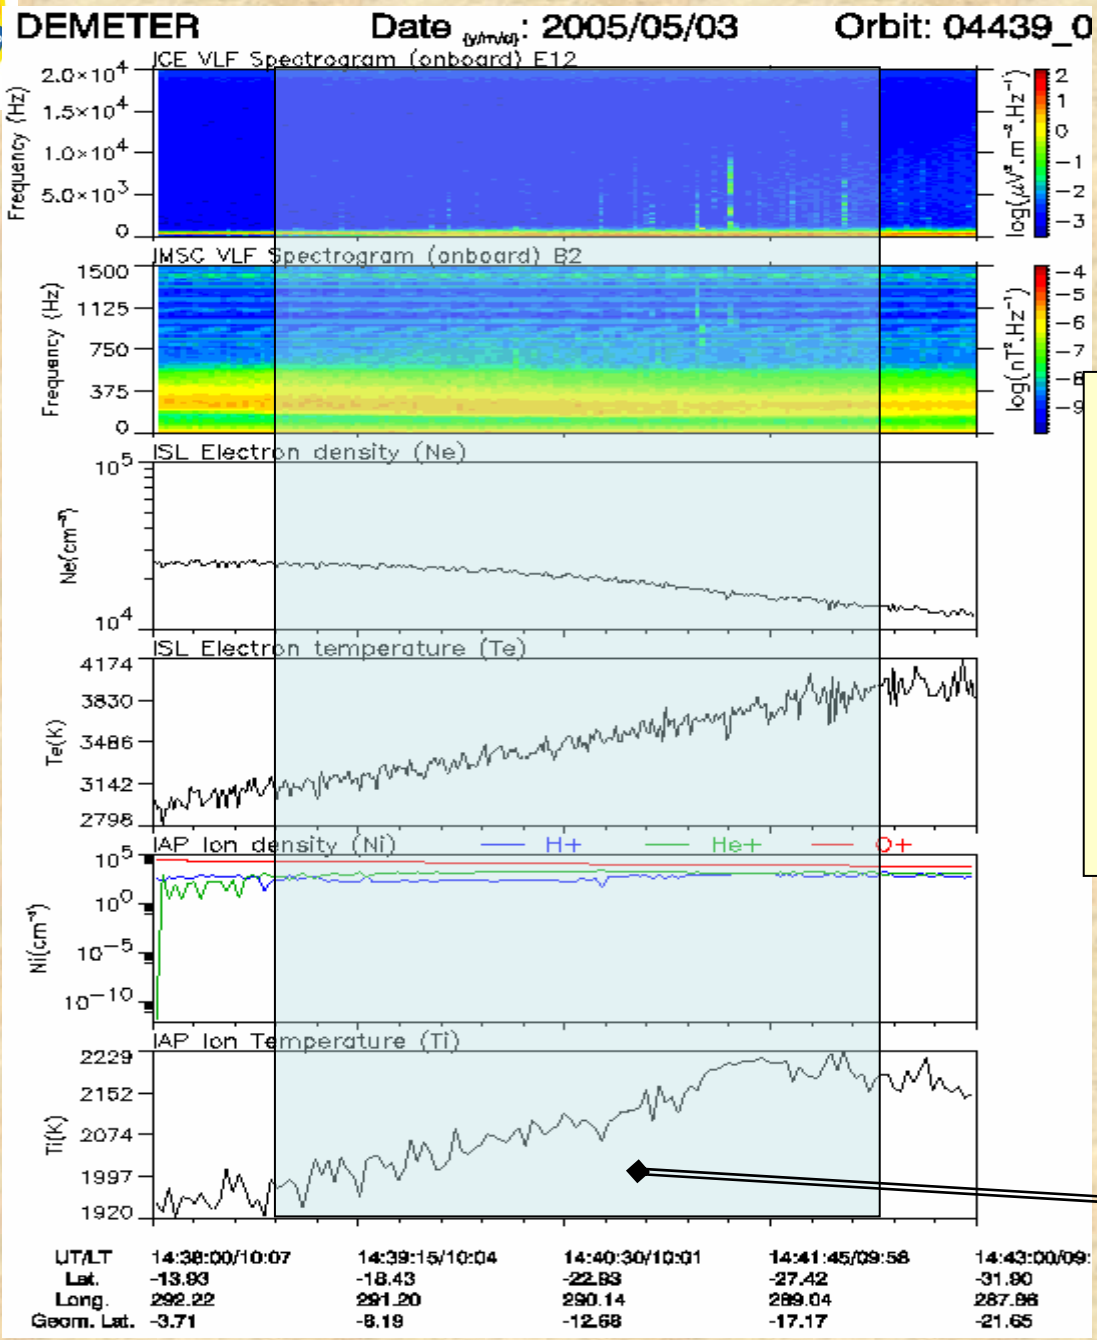 DEMETER Date (y/m/d): 2005/05/03 Orbit: 04439_0
ICE VLF Spectrogram (onboard) E12
Frequency (Hz)
2.0×10⁴
1.5×10⁴
1.0×10⁴
5.0×10³
0
log(μV².m⁻².Hz⁻¹)
2
1
0
−1
−2
−3
IMSC VLF Spectrogram (onboard) B2
Frequency (Hz)
1500
1125
750
375
0
log(nT².Hz⁻¹)
−4
−5
−6
−7
−8
−9
ISL Electron density (Ne)
Ne(cm⁻³)
10⁵
10⁴
ISL Electron temperature (Te)
Te(K)
4174
3830
3486
3142
2798
IAP Ion density (Ni) H+ He+ O+
Ni(cm⁻³)
10⁵
10⁰
10⁻⁵
10⁻¹⁰
IAP Ion Temperature (Ti)
Ti(K)
2229
2152
2074
1997
1920
UT/LT 14:38:00/10:07 14:39:15/10:04 14:40:30/10:01 14:41:45/09:58 14:43:00/09:
Lat. -13.93 -18.43 -22.93 -27.42 -31.90
Long. 292.22 291.20 290.14 289.04 287.86
Geom. Lat. -3.71 -8.19 -12.68 -17.17 -21.65